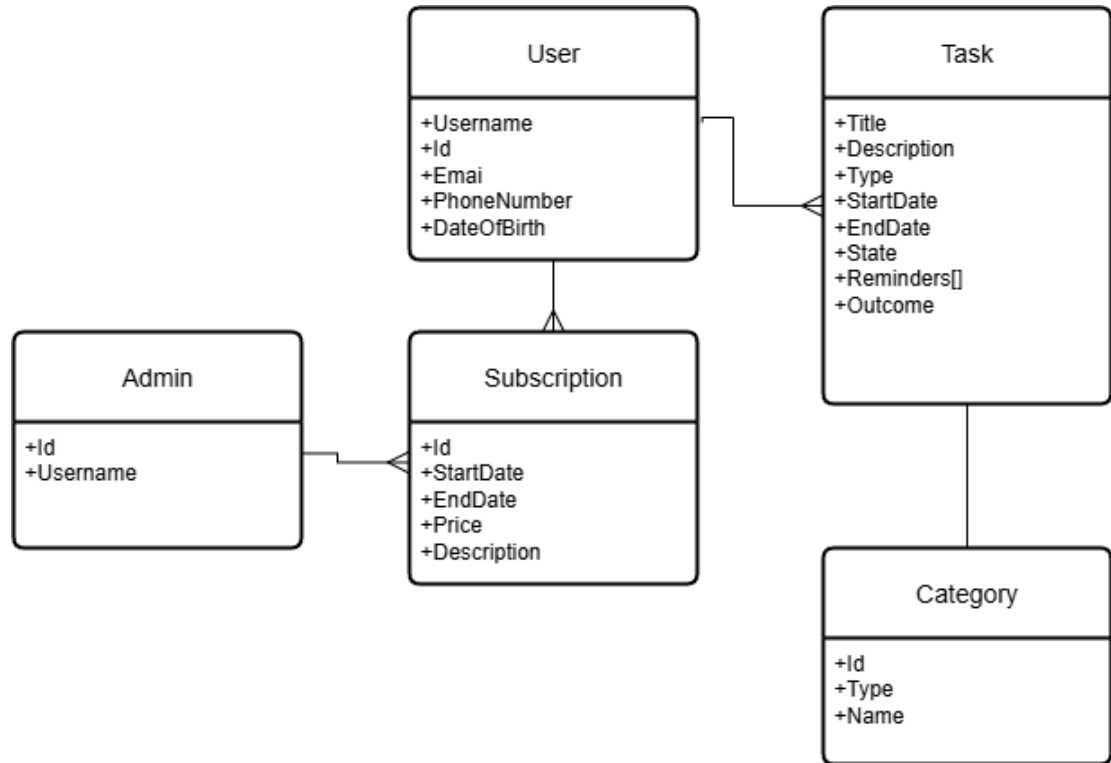 User
+Username
+Id
+Emai
+PhoneNumber
+DateOfBirth
Task
+Title
+Description
+Type
+StartDate
+EndDate
+State
+Reminders[]
+Outcome
Admin
+Id
+Username
Subscription
+Id
+StartDate
+EndDate
+Price
+Description
Category
+Id
+Type
+Name